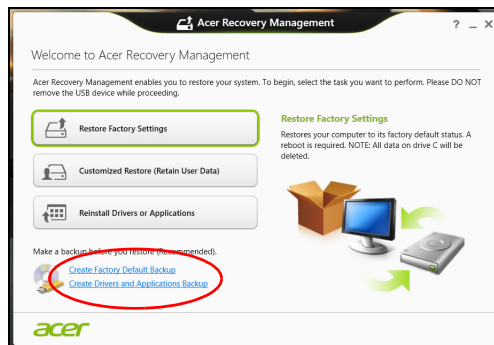 Acer Recovery Management
? _ X
Welcome to Acer Recovery Management
Acer Recovery Management enables you to restore your system. To begin, select the task you want to perform. Please DO NOT
remove the USB device while proceeding.
Restore Factory Settings
Customized Restore (Retain User Data)
Reinstall Drivers or Applications
Restore Factory Settings
Restores your computer to its factory default status. A
reboot is required. NOTE: All data on drive C will be
deleted.
Make a backup before you restore (Recommended).
Create Factory Default Backup
Create Drivers and Applications Backup
acer